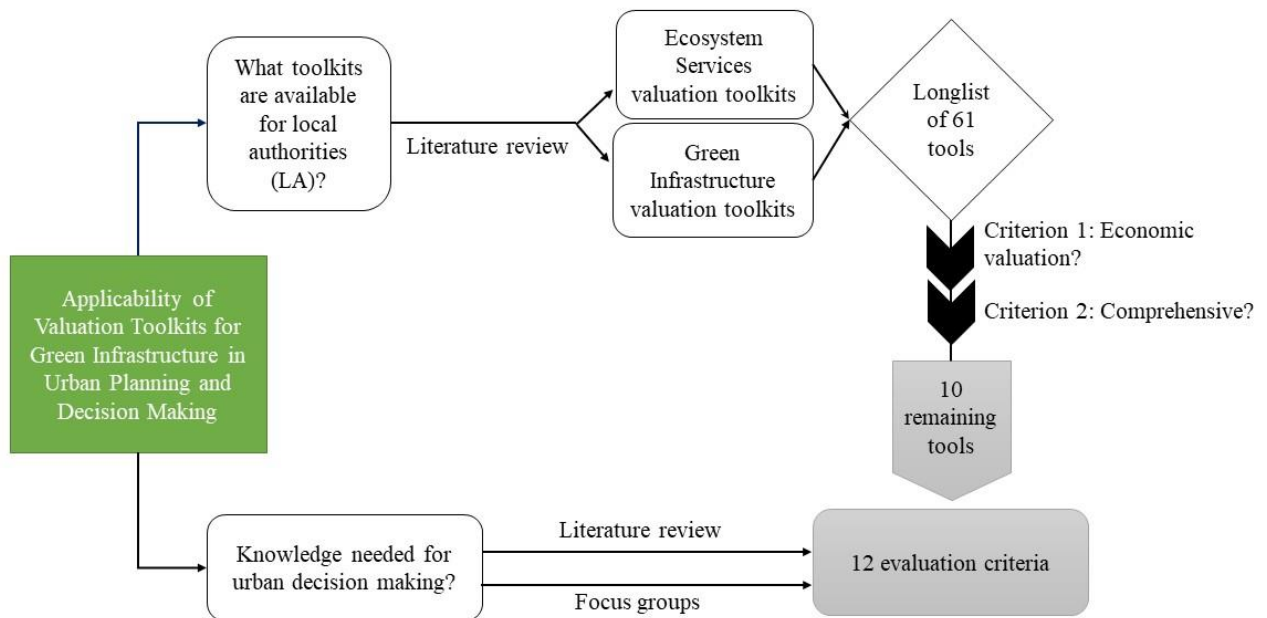 What toolkits
are available
for local
authorities
(LA)?
Literature review
Ecosystem
Services
valuation toolkits
Green
Infrastructure
valuation toolkits
Longlist
of 61
tools
Criterion 1: Economic
valuation?
Criterion 2: Comprehensive?
10
remaining
tools
Applicability of
Valuation Toolkits for
Green Infrastructure in
Urban Planning and
Decision Making
Knowledge needed for
urban decision making?
Literature review
Focus groups
12 evaluation criteria